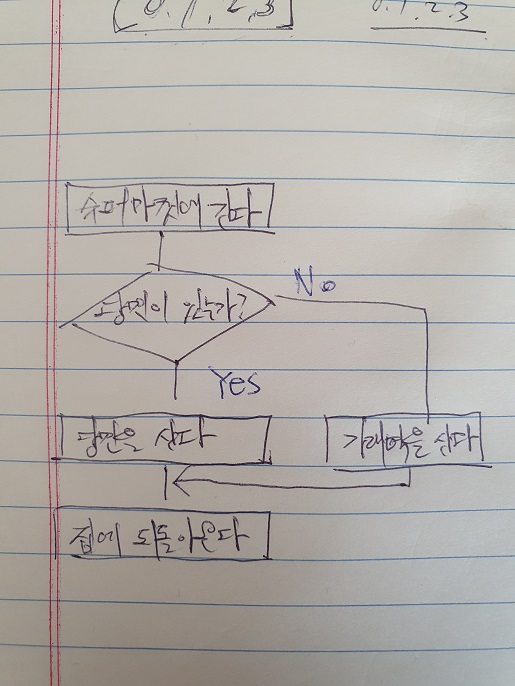 [0.1, 2, 3]
0.1.2.3
슈퍼마켓에 간다
당면이 있는가?
No
Yes
당면을 산다
가래떡을 산다
집에 되돌아온다